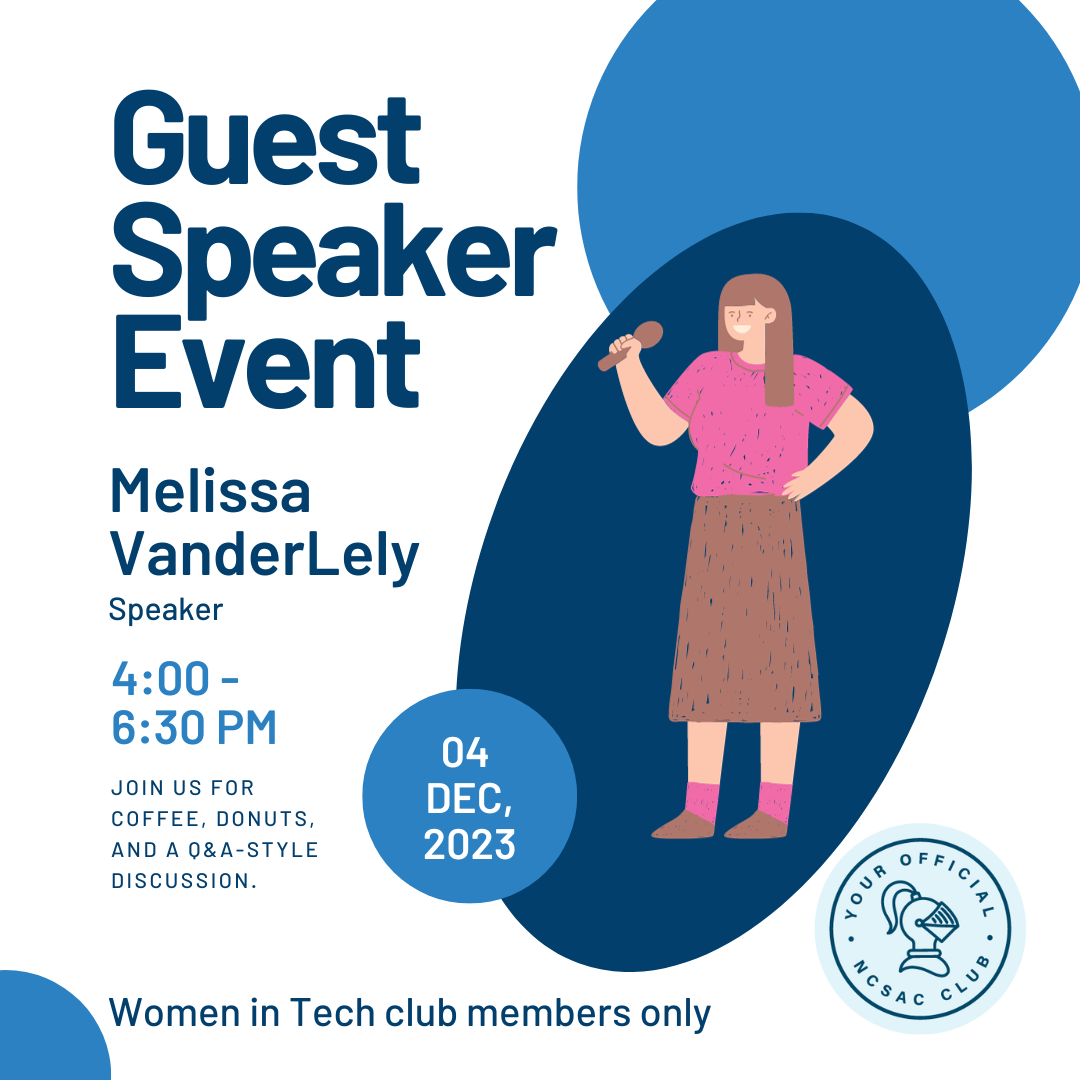 Guest
Speaker
Event
Melissa
VanderLely
Speaker
4:00 -
6:30 PM
JOIN US FOR
COFFEE, DONUTS,
AND A Q&A-STYLE
DISCUSSION.
04
DEC,
2023
• YOUR OFFICIAL •
NCSAC CLUB
Women in Tech club members only